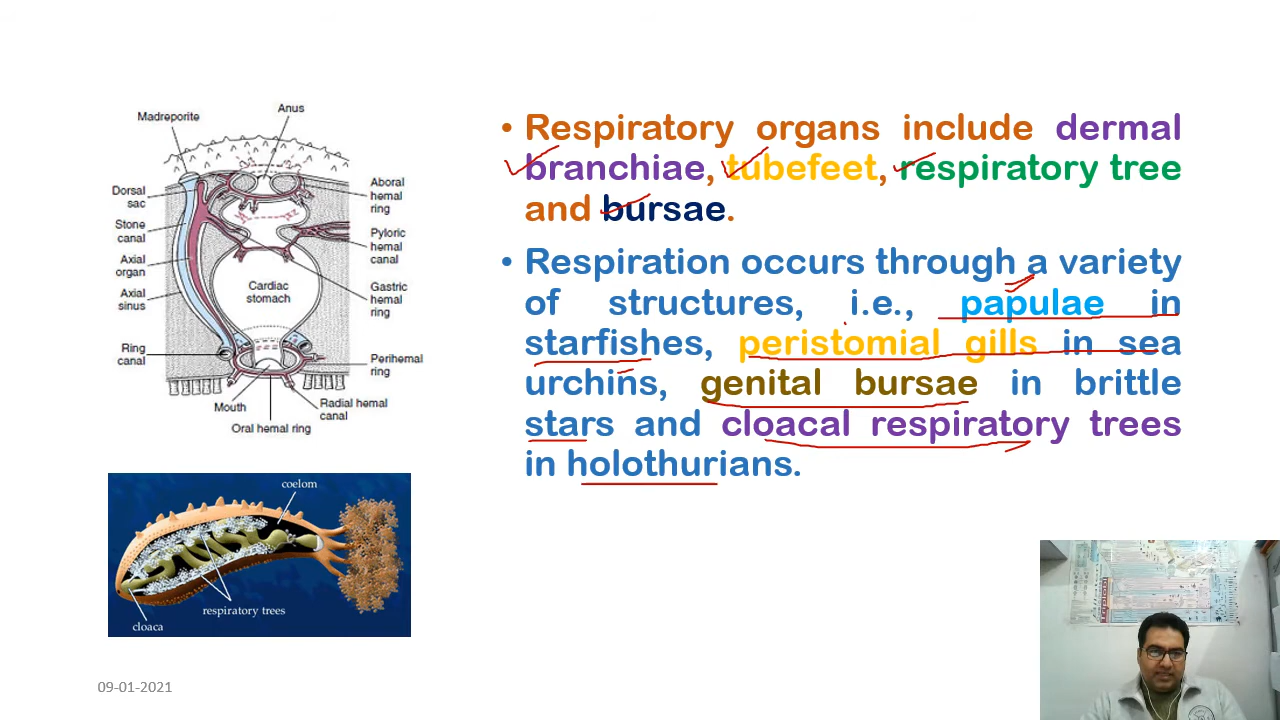 Anus
Madreporite
Dorsal
sac
Stone
canal
Axial
organ
Axial
sinus
Ring
canal
Aboral
hemal
ring
Pyloric
hemal
canal
Cardiac
stomach
Gastric
hemal
ring
Perihemal
ring
Mouth
Radial hemal
canal
Oral hemal ring
coelom
respiratory trees
cloaca
• Respiratory organs include dermal
branchiae, tubefeet, respiratory tree
and bursae.
• Respiration occurs through a variety
of structures, i.e., papulae in
starfishes, peristomial gills in sea
urchins, genital bursae in brittle
stars and cloacal respiratory trees
in holothurians.
09-01-2021